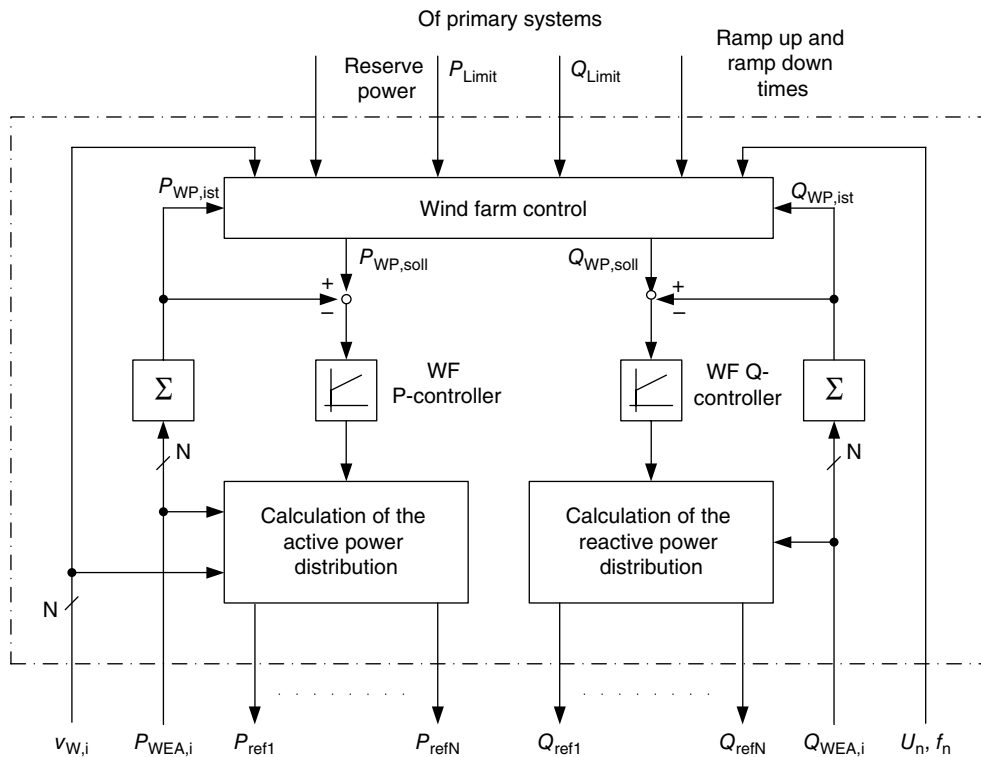 Of primary systems
Reserve
power
P_Limit
Q_Limit
Ramp up and
ramp down
times
P_WP,ist
Wind farm control
Q_WP,ist
P_WP,soll
Q_WP,soll
+
−
+
−
Σ
WF
P-controller
WF Q-
controller
Σ
N
N
Calculation of the
active power
distribution
Calculation of the
reactive power
distribution
N
. . . . . . . . . . . . . .
. . . . . . . . . . . . . .
v_W,i
P_WEA,i
P_ref1
P_refN
Q_ref1
Q_refN
Q_WEA,i
U_n, f_n